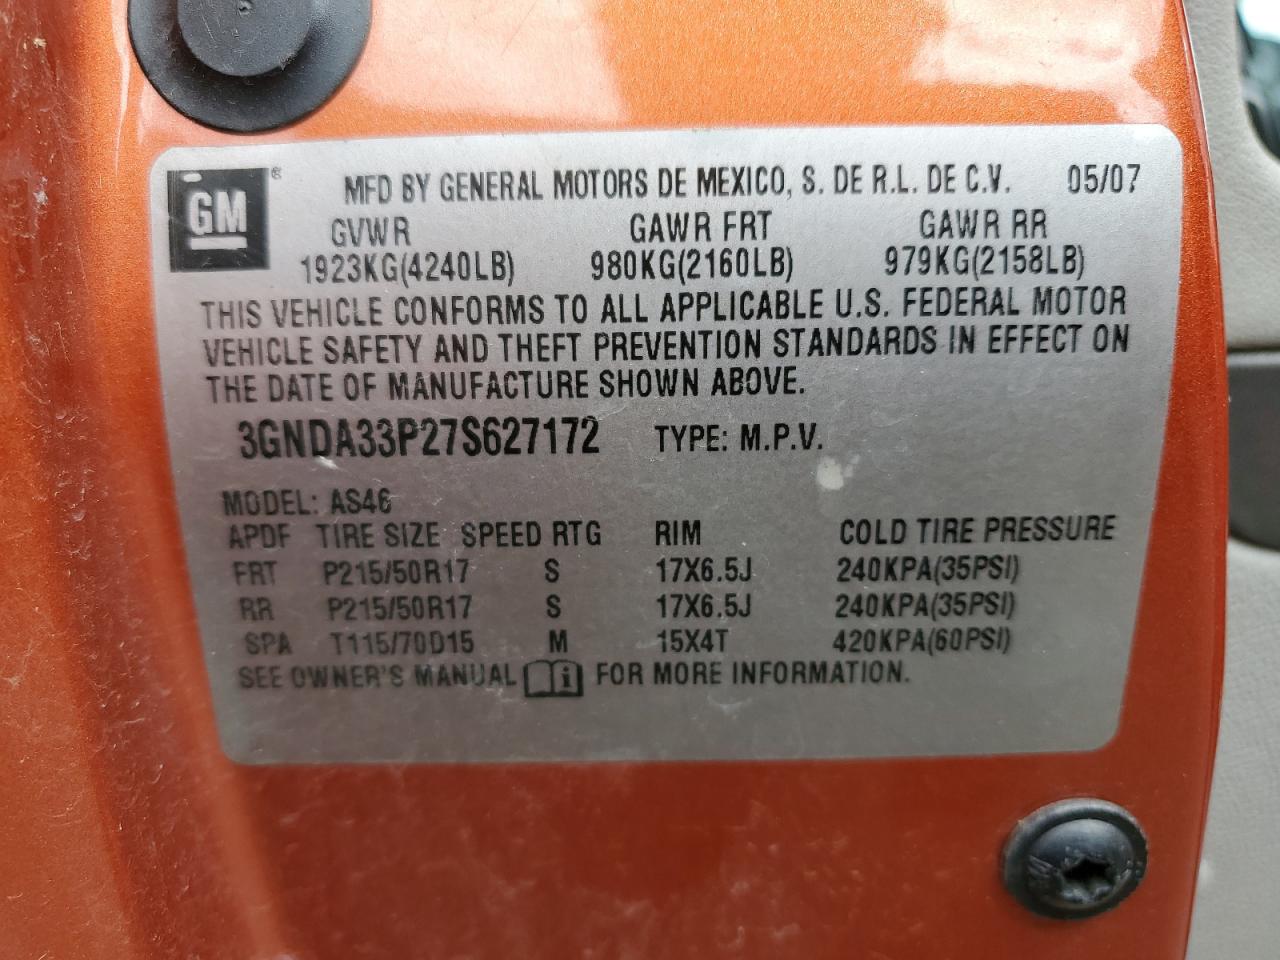 GM ® MFD BY GENERAL MOTORS DE MEXICO, S. DE R.L. DE C.V. 05/07
GVWR GAWR FRT GAWR RR
1923KG(4240LB) 980KG(2160LB) 979KG(2158LB)
THIS VEHICLE CONFORMS TO ALL APPLICABLE U.S. FEDERAL MOTOR
VEHICLE SAFETY AND THEFT PREVENTION STANDARDS IN EFFECT ON
THE DATE OF MANUFACTURE SHOWN ABOVE.
3GNDA33P27S627172 TYPE: M.P.V.
MODEL: AS46
APDF TIRE SIZE SPEED RTG RIM COLD TIRE PRESSURE
FRT P215/50R17 S 17X6.5J 240KPA(35PSI)
RR P215/50R17 S 17X6.5J 240KPA(35PSI)
SPA T115/70D15 M 15X4T 420KPA(60PSI)
SEE OWNER'S MANUAL i FOR MORE INFORMATION.